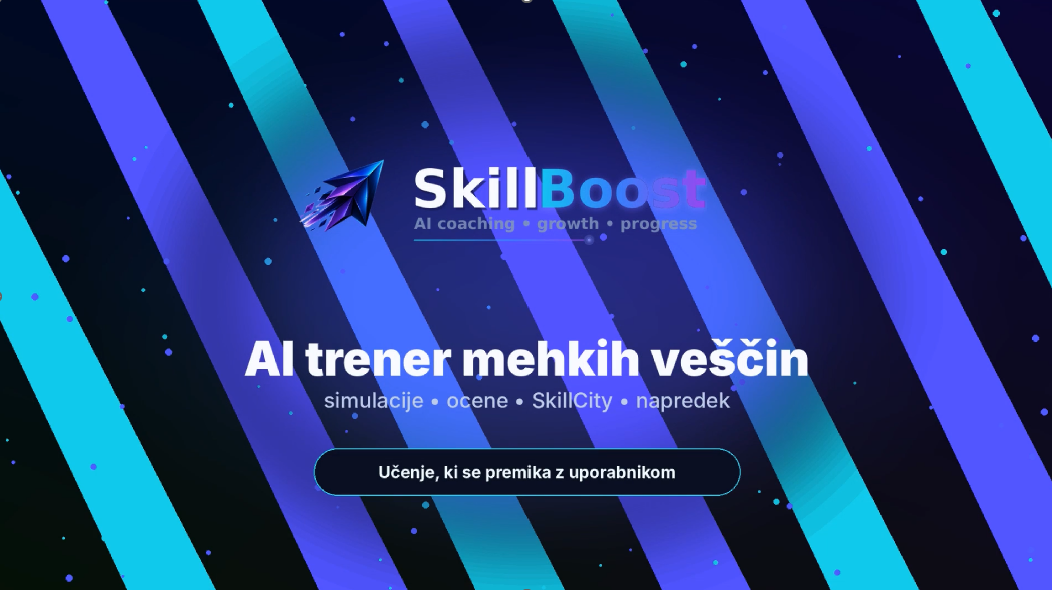 SkillBoost
AI coaching • growth • progress
AI trener mehkih veščin
simulacije • ocene • SkillCity • napredek
Učenje, ki se premika z uporabnikom